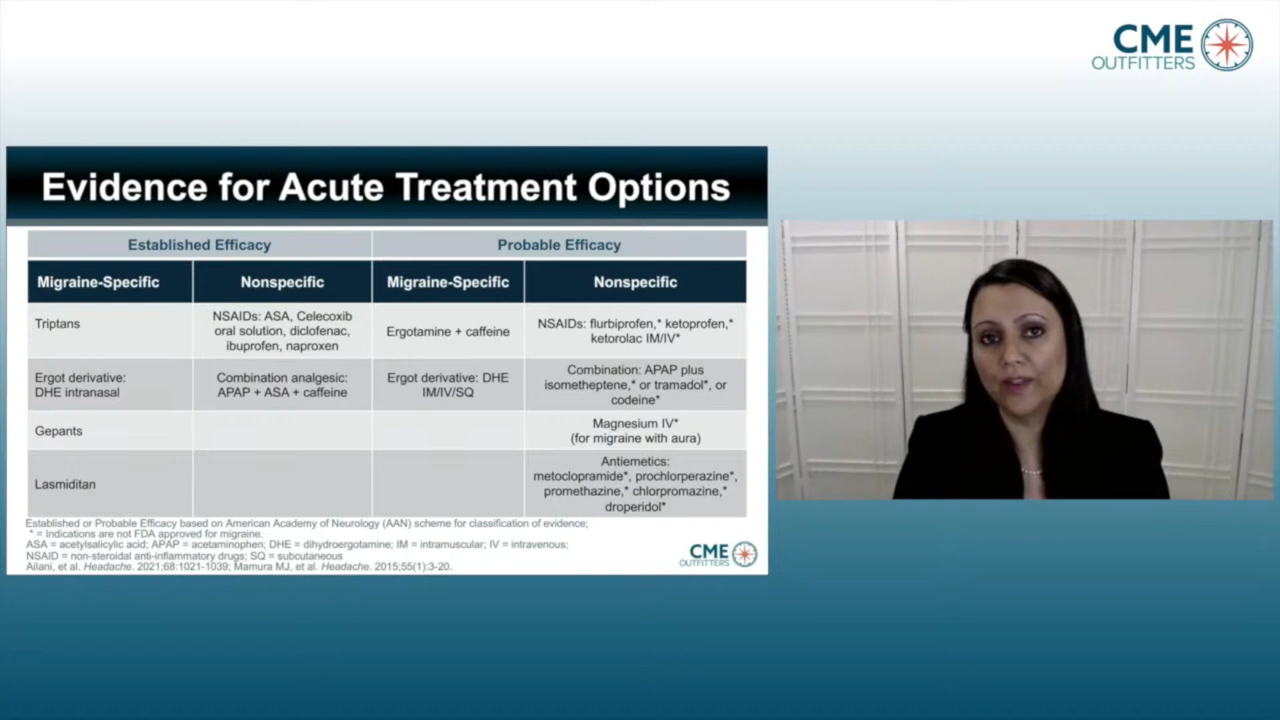 CME
OUTFITTERS
Evidence for Acute Treatment Options
Established Efficacy
Probable Efficacy
Migraine-Specific
Nonspecific
Migraine-Specific
Nonspecific
Triptans
NSAIDs: ASA, Celecoxib
oral solution, diclofenac,
ibuprofen, naproxen
Ergotamine + caffeine
NSAIDs: flurbiprofen,* ketoprofen,*
ketorolac IM/IV*
Ergot derivative:
DHE intranasal
Combination analgesic:
APAP + ASA + caffeine
Ergot derivative: DHE
IM/IV/SQ
Combination: APAP plus
isometheptene,* or tramadol*, or
codeine*
Gepants
Magnesium IV*
(for migraine with aura)
Lasmiditan
Antiemetics:
metoclopramide*, prochlorperazine*,
promethazine,* chlorpromazine,*
droperidol*
Established or Probable Efficacy based on American Academy of Neurology (AAN) scheme for classification of evidence;
* = Indications are not FDA approved for migraine.
ASA = acetylsalicylic acid; APAP = acetaminophen; DHE = dihydroergotamine; IM = intramuscular; IV = intravenous;
NSAID = non-steroidal anti-inflammatory drugs; SQ = subcutaneous
Ailani, et al. Headache. 2021;68:1021-1039; Mamura MJ, et al. Headache. 2015;55(1):3-20.
CME
OUTFITTERS